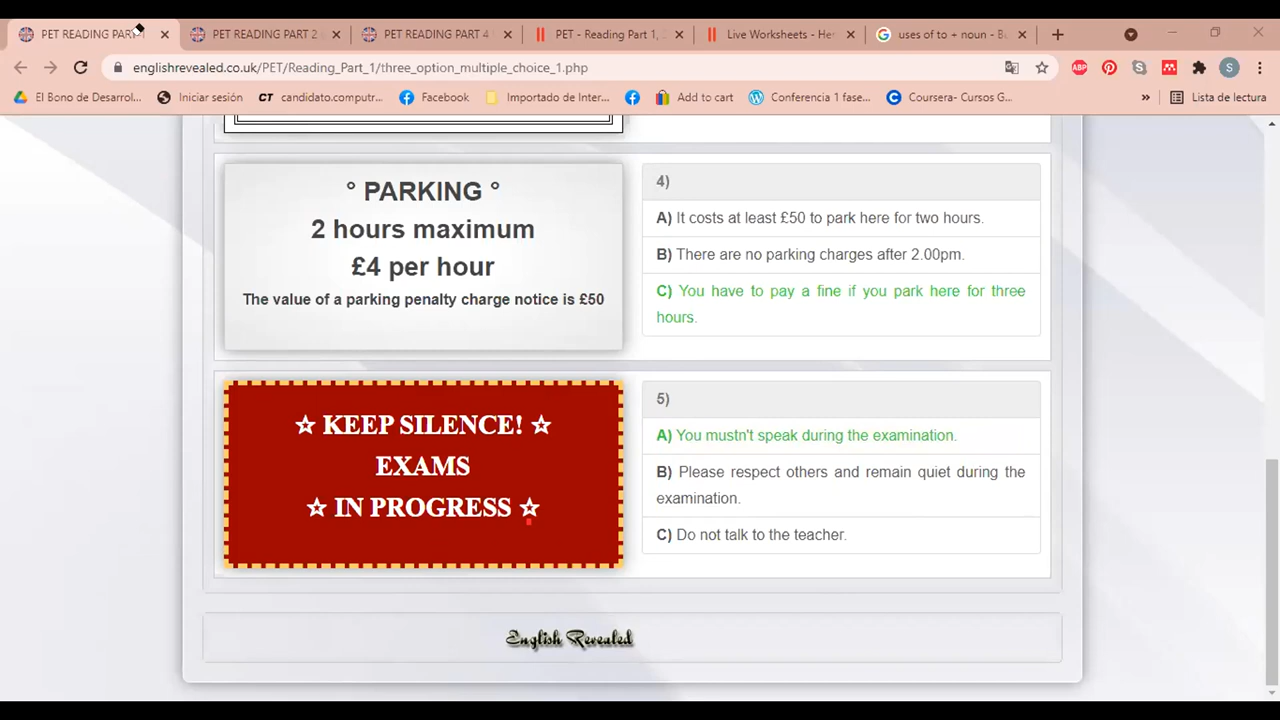 PET READING PART 1
PET READING PART 2
PET READING PART 4
PET - Reading Part 1,
Live Worksheets - He
uses of to + noun - B
englishrevealed.co.uk/PET/Reading_Part_1/three_option_multiple_choice_1.php
ABP
S
El Bono de Desarrol...
Iniciar sesión
CT candidato.computr...
Facebook
Importado de Inter...
Add to cart
Conferencia 1 fase...
Coursera- Cursos G...
»
Lista de lectura
° PARKING °
2 hours maximum
£4 per hour
The value of a parking penalty charge notice is £50
4)
A) It costs at least £50 to park here for two hours.
B) There are no parking charges after 2.00pm.
C) You have to pay a fine if you park here for three
hours.
☆ KEEP SILENCE! ☆
EXAMS
☆ IN PROGRESS ☆
5)
A) You mustn't speak during the examination.
B) Please respect others and remain quiet during the
examination.
C) Do not talk to the teacher.
English Revealed